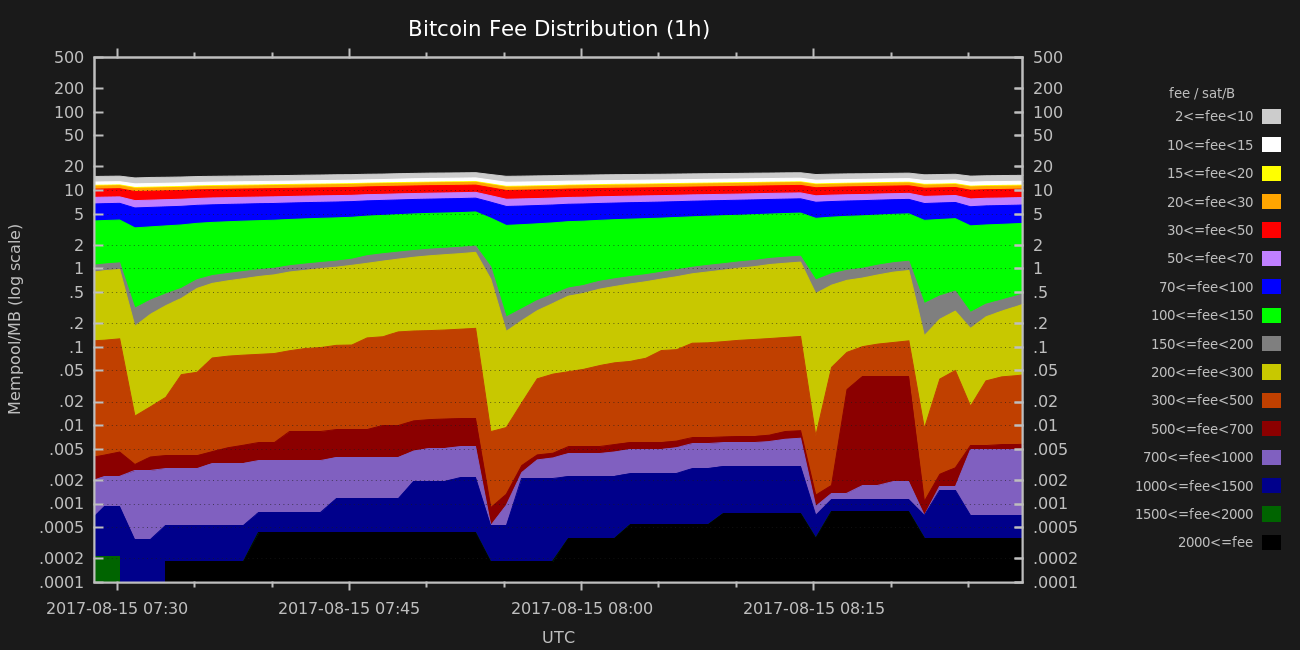 Bitcoin Fee Distribution (1h)
500 500
200 200
100 100
50 50
20 20
10 10
5 5
2 2
1 1
.5 .5
.2 .2
.1 .1
.05 .05
.02 .02
.01 .01
.005 .005
.002 .002
.001 .001
.0005 .0005
.0002 .0002
.0001 .0001
Mempool/MB (log scale)
2017-08-15 07:30 2017-08-15 07:45 2017-08-15 08:00 2017-08-15 08:15
UTC
fee / sat/B
2<=fee<10
10<=fee<15
15<=fee<20
20<=fee<30
30<=fee<50
50<=fee<70
70<=fee<100
100<=fee<150
150<=fee<200
200<=fee<300
300<=fee<500
500<=fee<700
700<=fee<1000
1000<=fee<1500
1500<=fee<2000
2000<=fee